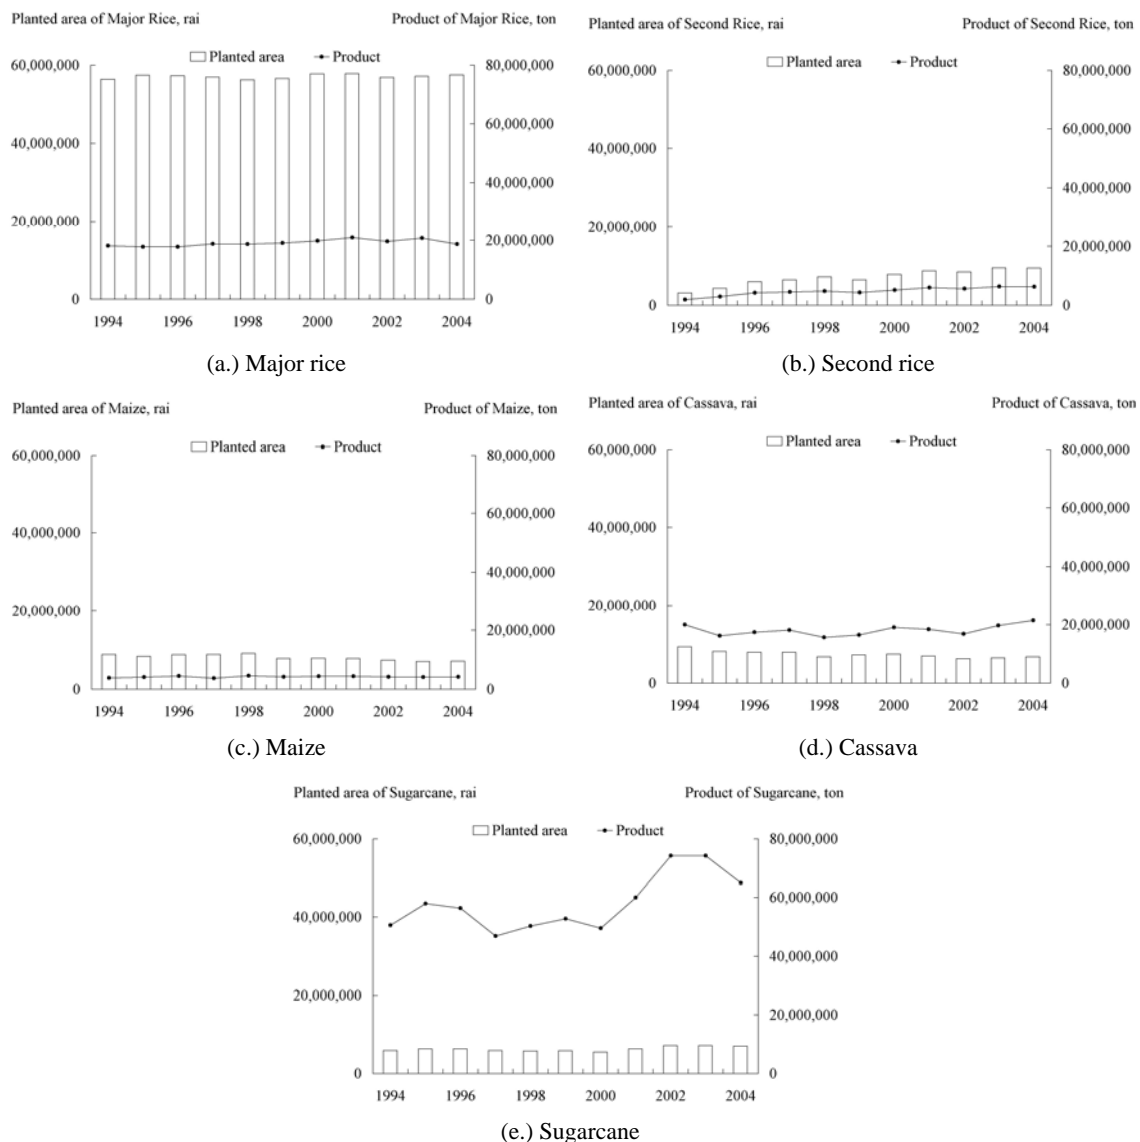 Planted area of Major Rice, rai Product of Major Rice, ton
Planted area Product
60,000,000 80,000,000
60,000,000
40,000,000
40,000,000
20,000,000
20,000,000
0 0
1994 1996 1998 2000 2002 2004
(a.) Major rice
Planted area of Second Rice, rai Product of Second Rice, ton
Planted area Product
60,000,000 80,000,000
60,000,000
40,000,000
40,000,000
20,000,000
20,000,000
0 0
1994 1996 1998 2000 2002 2004
(b.) Second rice
Planted area of Maize, rai Product of Maize, ton
Planted area Product
60,000,000 80,000,000
60,000,000
40,000,000
40,000,000
20,000,000
20,000,000
0 0
1994 1996 1998 2000 2002 2004
(c.) Maize
Planted area of Cassava, rai Product of Cassava, ton
Planted area Product
60,000,000 80,000,000
60,000,000
40,000,000
40,000,000
20,000,000
20,000,000
0 0
1994 1996 1998 2000 2002 2004
(d.) Cassava
Planted area of Sugarcane, rai Product of Sugarcane, ton
Planted area Product
60,000,000 80,000,000
60,000,000
40,000,000
40,000,000
20,000,000
20,000,000
0 0
1994 1996 1998 2000 2002 2004
(e.) Sugarcane